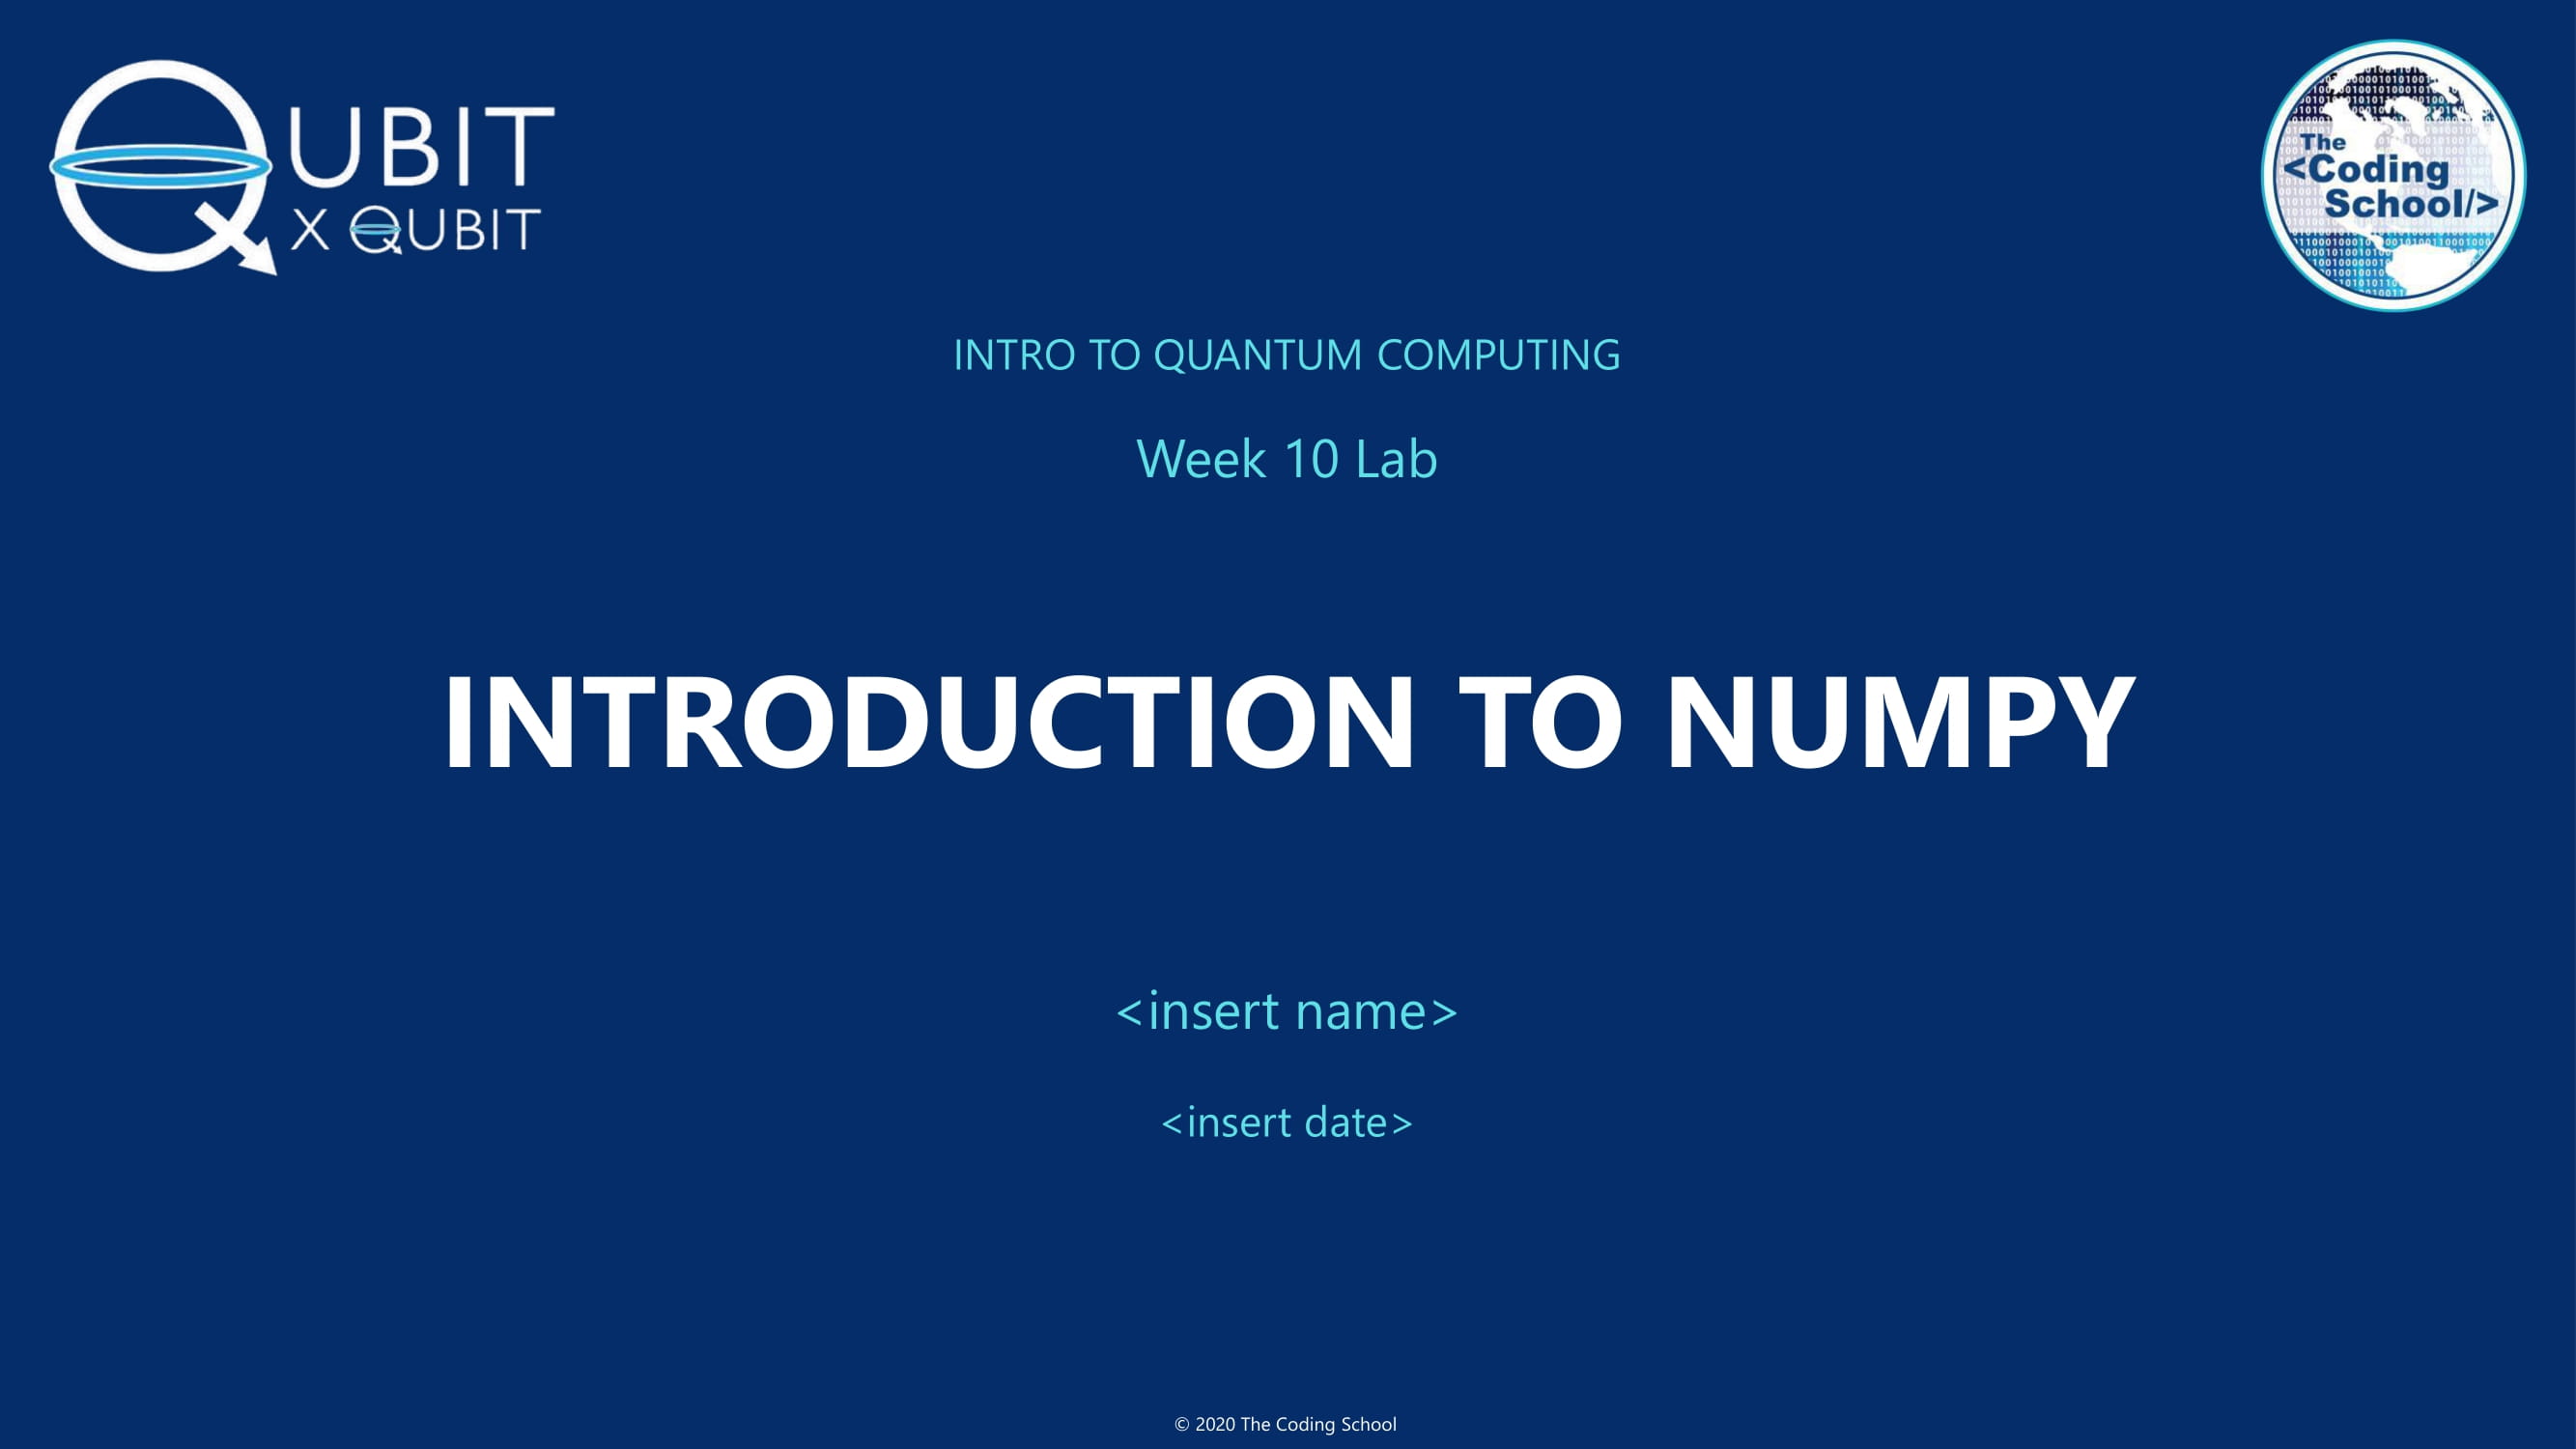 QUBIT
X QUBIT
The
<Coding
School/>
INTRO TO QUANTUM COMPUTING
Week 10 Lab
INTRODUCTION TO NUMPY
<insert name>
<insert date>
© 2020 The Coding School